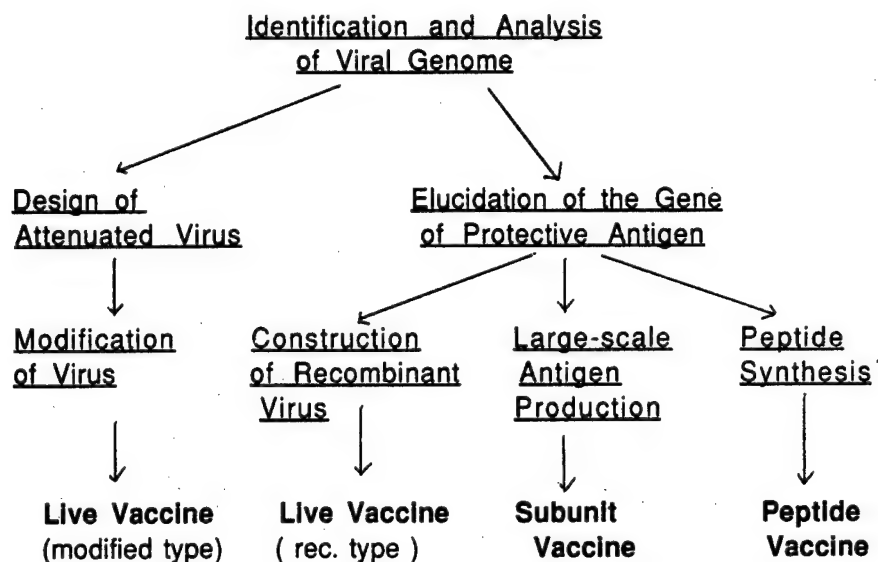 Identification and Analysis
of Viral Genome
Design of
Attenuated Virus
Elucidation of the Gene
of Protective Antigen
Modification
of Virus
Construction
of Recombinant
Virus
Large-scale
Antigen
Production
Peptide
Synthesis
Live Vaccine
(modified type)
Live Vaccine
( rec. type )
Subunit
Vaccine
Peptide
Vaccine